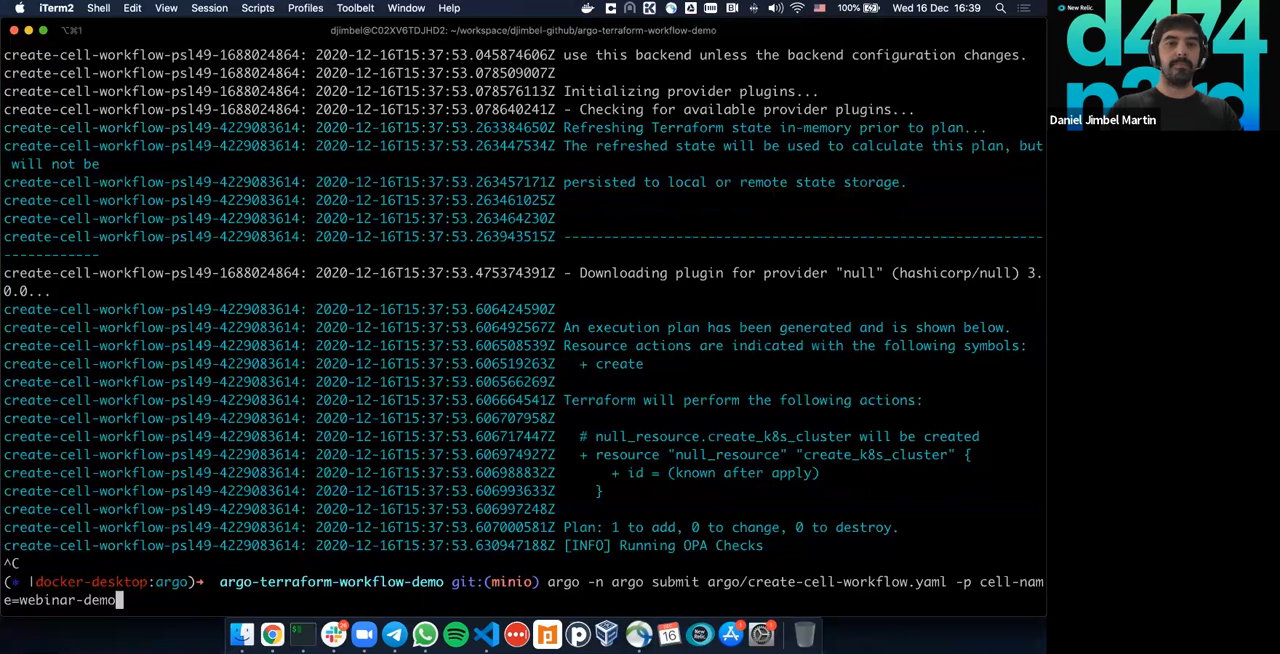 iTerm2 Shell Edit View Session Scripts Profiles Toolbelt Window Help 100% Wed 16 Dec 16:39
⌥⌘1 djimbel@C02XV6TDJHD2: ~/workspace/djimbel-github/argo-terraform-workflow-demo
create-cell-workflow-psl49-1688024864: 2020-12-16T15:37:53.045874606Z use this backend unless the backend configuration changes.
create-cell-workflow-psl49-1688024864: 2020-12-16T15:37:53.078509007Z
create-cell-workflow-psl49-1688024864: 2020-12-16T15:37:53.078576113Z Initializing provider plugins...
create-cell-workflow-psl49-1688024864: 2020-12-16T15:37:53.078640241Z - Checking for available provider plugins...
create-cell-workflow-psl49-4229083614: 2020-12-16T15:37:53.263384650Z Refreshing Terraform state in-memory prior to plan...
create-cell-workflow-psl49-4229083614: 2020-12-16T15:37:53.263447534Z The refreshed state will be used to calculate this plan, but
will not be
create-cell-workflow-psl49-4229083614: 2020-12-16T15:37:53.263457171Z persisted to local or remote state storage.
create-cell-workflow-psl49-4229083614: 2020-12-16T15:37:53.263461025Z
create-cell-workflow-psl49-4229083614: 2020-12-16T15:37:53.263464230Z
create-cell-workflow-psl49-4229083614: 2020-12-16T15:37:53.263943515Z ------------------------------------------------------------
------------
create-cell-workflow-psl49-1688024864: 2020-12-16T15:37:53.475374391Z - Downloading plugin for provider "null" (hashicorp/null) 3.
0.0...
create-cell-workflow-psl49-4229083614: 2020-12-16T15:37:53.606424590Z
create-cell-workflow-psl49-4229083614: 2020-12-16T15:37:53.606492567Z An execution plan has been generated and is shown below.
create-cell-workflow-psl49-4229083614: 2020-12-16T15:37:53.606508539Z Resource actions are indicated with the following symbols:
create-cell-workflow-psl49-4229083614: 2020-12-16T15:37:53.606519263Z + create
create-cell-workflow-psl49-4229083614: 2020-12-16T15:37:53.606566269Z
create-cell-workflow-psl49-4229083614: 2020-12-16T15:37:53.606664541Z Terraform will perform the following actions:
create-cell-workflow-psl49-4229083614: 2020-12-16T15:37:53.606707958Z
create-cell-workflow-psl49-4229083614: 2020-12-16T15:37:53.606717447Z # null_resource.create_k8s_cluster will be created
create-cell-workflow-psl49-4229083614: 2020-12-16T15:37:53.606974927Z + resource "null_resource" "create_k8s_cluster" {
create-cell-workflow-psl49-4229083614: 2020-12-16T15:37:53.606988832Z + id = (known after apply)
create-cell-workflow-psl49-4229083614: 2020-12-16T15:37:53.606993633Z }
create-cell-workflow-psl49-4229083614: 2020-12-16T15:37:53.606997248Z
create-cell-workflow-psl49-4229083614: 2020-12-16T15:37:53.607000581Z Plan: 1 to add, 0 to change, 0 to destroy.
create-cell-workflow-psl49-4229083614: 2020-12-16T15:37:53.630947188Z [INFO] Running OPA Checks
^C
(⎈ |docker-desktop:argo)➜ argo-terraform-workflow-demo git:(minio) argo -n argo submit argo/create-cell-workflow.yaml -p cell-nam
e=webinar-demo
New Relic.
d474
n3rd
Daniel Jimbel Martin